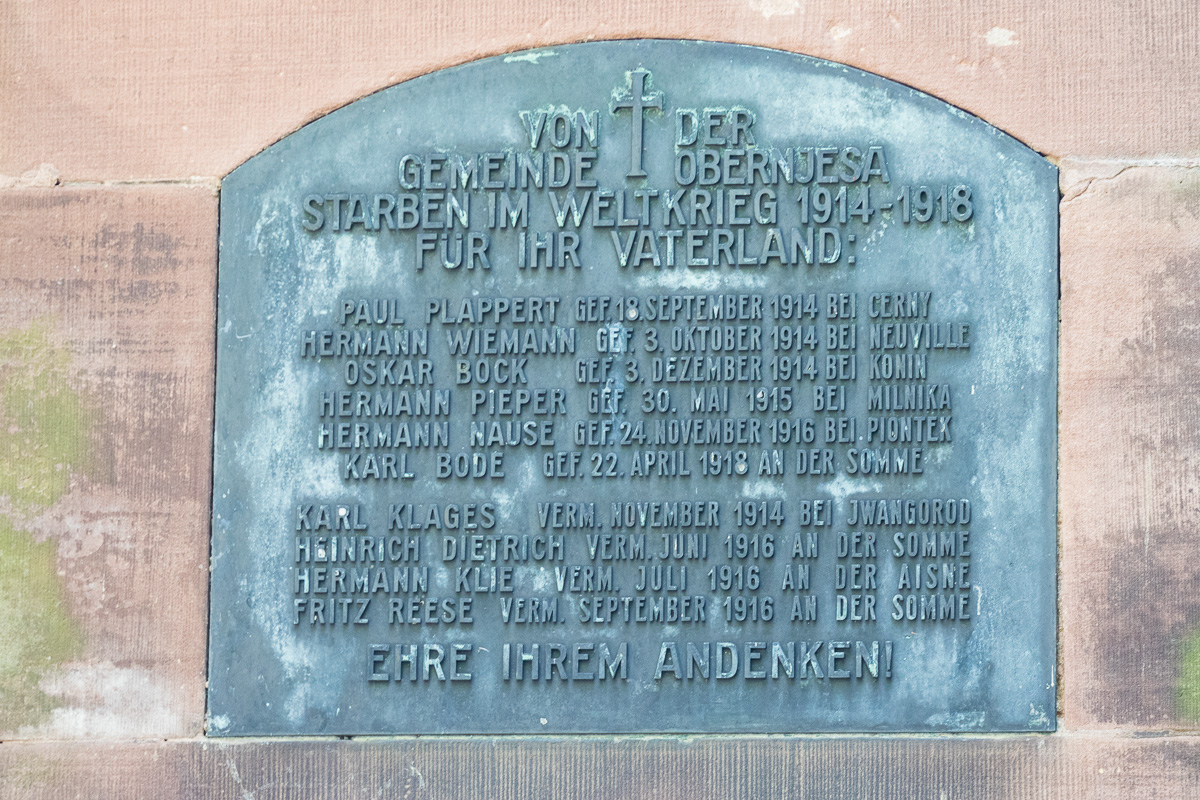 VON DER
GEMEINDE OBERNJESA
STARBEN IM WELTKRIEG 1914-1918
FÜR IHR VATERLAND:
PAUL PLAPPERT GEF. 18. SEPTEMBER 1914 BEI CERNY
HERMANN WIEMANN GEF. 3. OKTOBER 1914 BEI NEUVILLE
OSKAR BOCK GEF. 3. DEZEMBER 1914 BEI KONIN
HERMANN PIEPER GEF. 30. MAI 1915 BEI MILNIKA
HERMANN NAUSE GEF. 24. NOVEMBER 1916 BEI PIONTEK
KARL BODE GEF. 22. APRIL 1918 AN DER SOMME
KARL KLAGES VERM. NOVEMBER 1914 BEI JWANGOROD
HEINRICH DIETRICH VERM. JUNI 1916 AN DER SOMME
HERMANN KLIE VERM. JULI 1916 AN DER AISNE
FRITZ REESE VERM. SEPTEMBER 1916 AN DER SOMME
EHRE IHREM ANDENKEN!